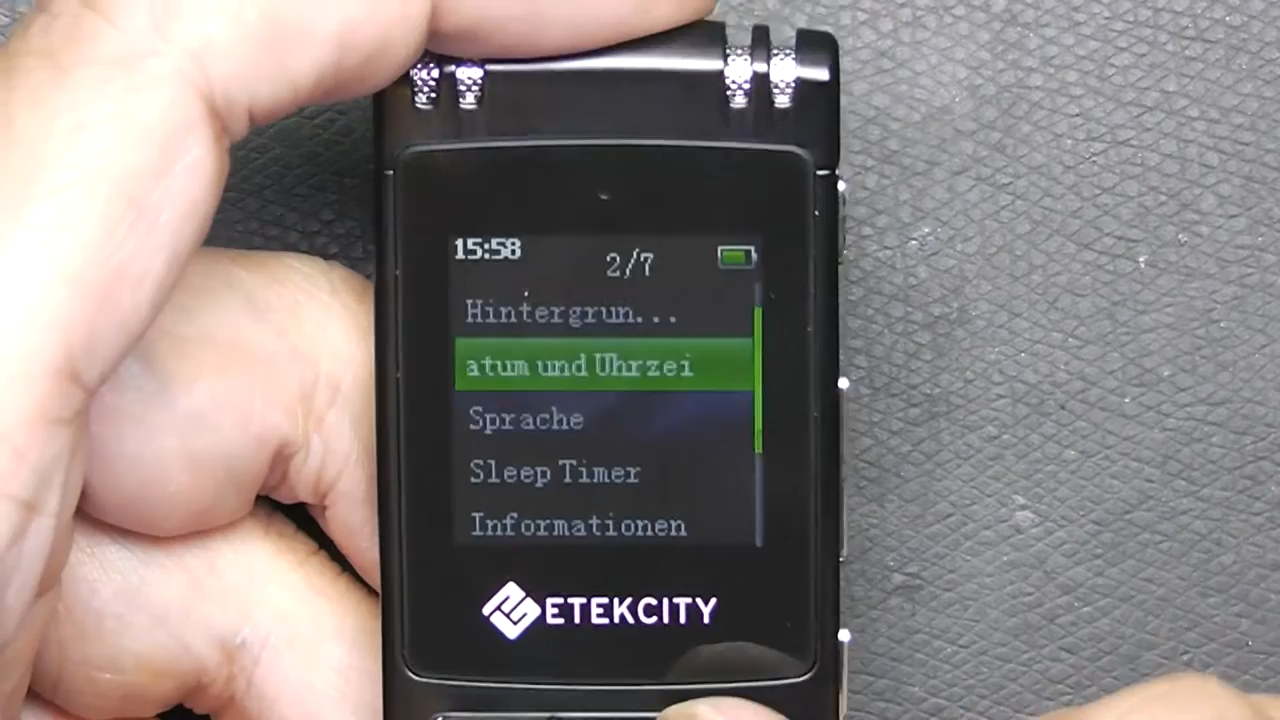 15:58
2/7
Hintergrun...
atum und Uhrzei
Sprache
Sleep Timer
Informationen
ETEKCITY